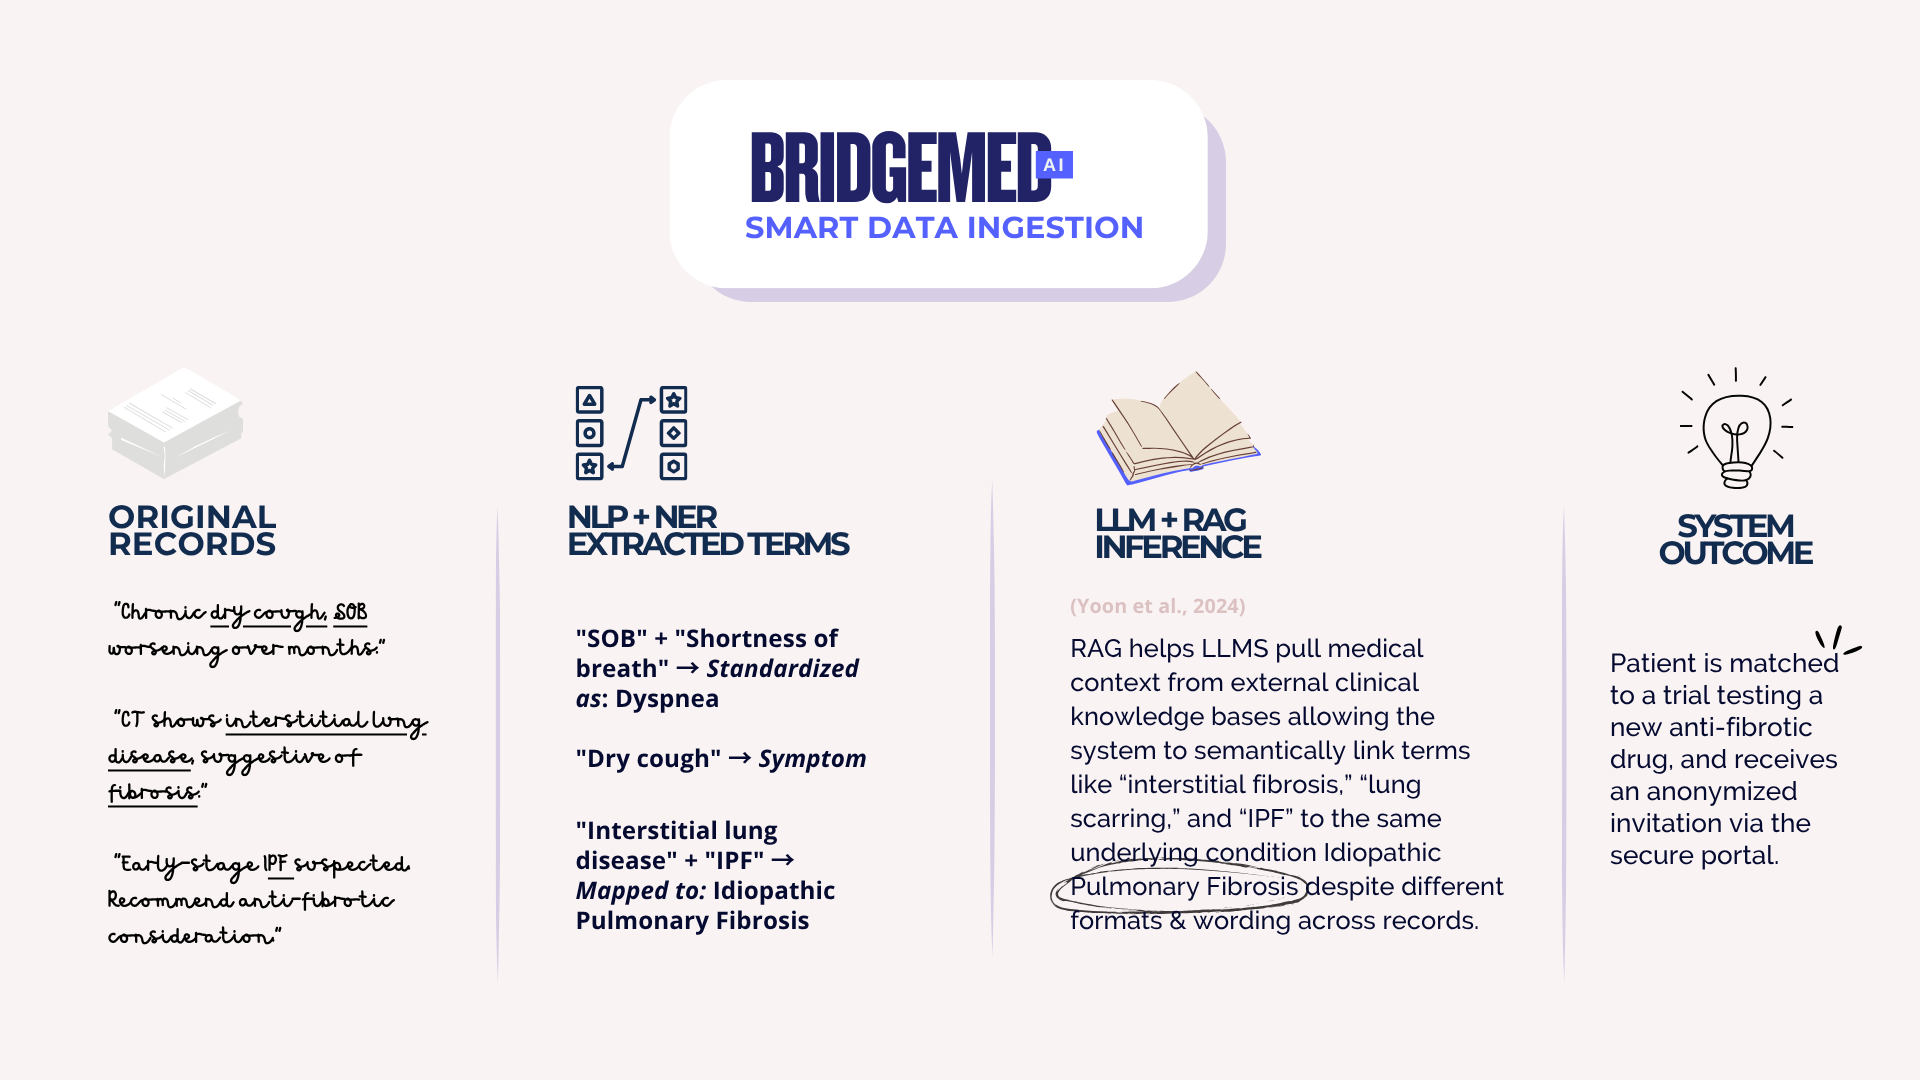 BRIDGEMED
AI
SMART DATA INGESTION
ORIGINAL
RECORDS
"Chronic dry cough, SOB
worsening over months."
"CT shows interstitial lung
disease, suggestive of
fibrosis."
"Early-stage IPF suspected.
Recommend anti-fibrotic
consideration."
NLP + NER
EXTRACTED TERMS
"SOB" + "Shortness of
breath" → Standardized
as: Dyspnea
"Dry cough" → Symptom
"Interstitial lung
disease" + "IPF" →
Mapped to: Idiopathic
Pulmonary Fibrosis
LLM + RAG
INFERENCE
(Yoon et al., 2024)
RAG helps LLMS pull medical
context from external clinical
knowledge bases allowing the
system to semantically link terms
like “interstitial fibrosis,” “lung
scarring,” and “IPF” to the same
underlying condition Idiopathic
Pulmonary Fibrosis despite different
formats & wording across records.
SYSTEM
OUTCOME
Patient is matched
to a trial testing a
new anti-fibrotic
drug, and receives
an anonymized
invitation via the
secure portal.